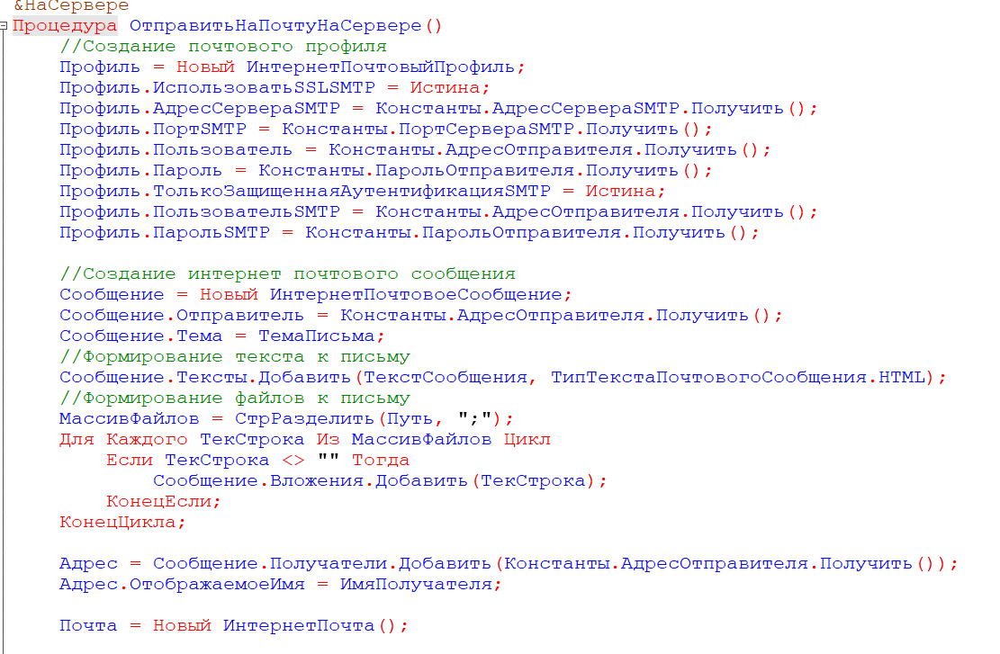 &НаСервере
Процедура ОтправитьНаПочтуНаСервере()
//Создание почтового профиля
Профиль = Новый ИнтернетПочтовыйПрофиль;
Профиль.ИспользоватьSSLSMTP = Истина;
Профиль.АдресСервераSMTP = Константы.АдресСервераSMTP.Получить();
Профиль.ПортSMTP = Константы.ПортСервераSMTP.Получить();
Профиль.Пользователь = Константы.АдресОтправителя.Получить();
Профиль.Пароль = Константы.ПарольОтправителя.Получить();
Профиль.ТолькоЗащищеннаяАутентификацияSMTP = Истина;
Профиль.ПользовательSMTP = Константы.АдресОтправителя.Получить();
Профиль.ПарольSMTP = Константы.ПарольОтправителя.Получить();
//Создание интернет почтового сообщения
Сообщение = Новый ИнтернетПочтовоеСообщение;
Сообщение.Отправитель = Константы.АдресОтправителя.Получить();
Сообщение.Тема = ТемаПисьма;
//Формирование текста к письму
Сообщение.Тексты.Добавить(ТекстСообщения, ТипТекстаПочтовогоСообщения.HTML);
//Формирование файлов к письму
МассивФайлов = СтрРазделить(Путь, ";");
Для Каждого ТекСтрока Из МассивФайлов Цикл
Если ТекСтрока <> "" Тогда
Сообщение.Вложения.Добавить(ТекСтрока);
КонецЕсли;
КонецЦикла;
Адрес = Сообщение.Получатели.Добавить(Константы.АдресОтправителя.Получить());
Адрес.ОтображаемоеИмя = ИмяПолучателя;
Почта = Новый ИнтернетПочта();